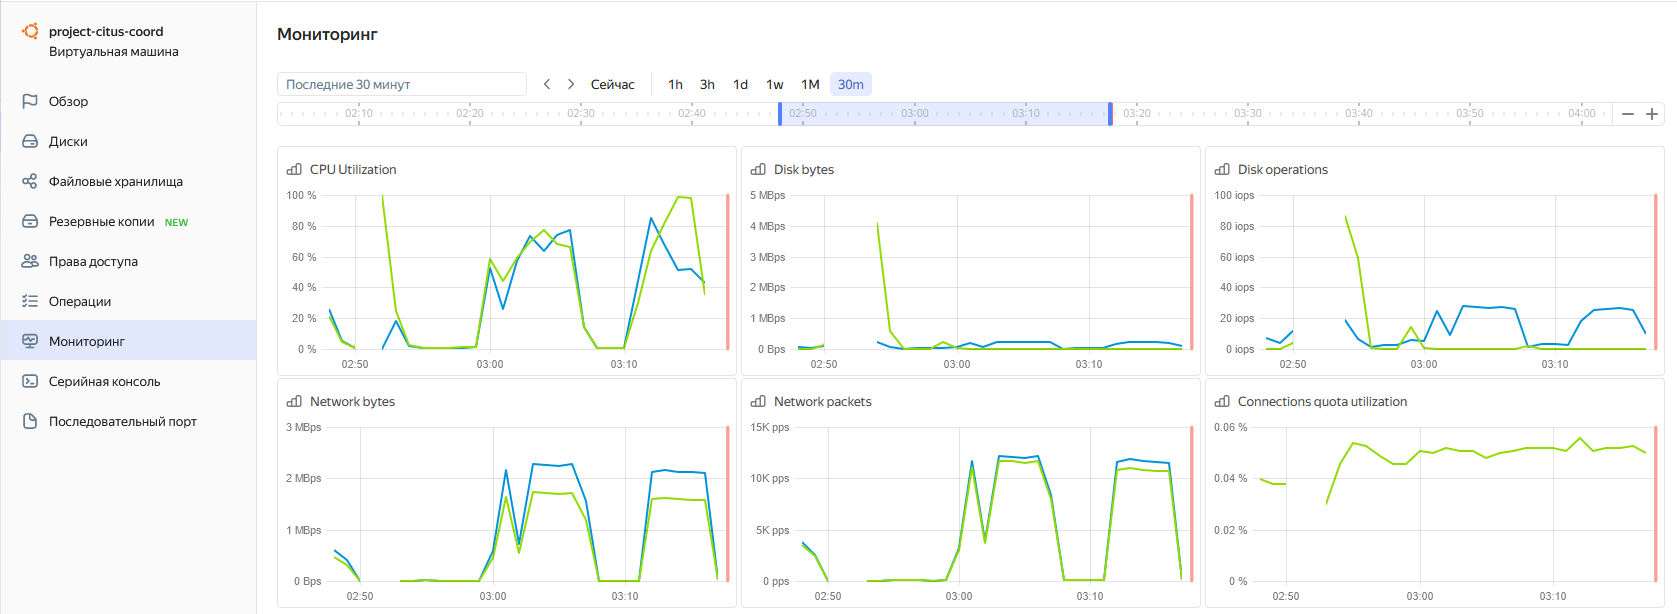 project-citus-coord
Виртуальная машина
Обзор
Диски
Файловые хранилища
Резервные копии NEW
Права доступа
Операции
Мониторинг
Серийная консоль
Последовательный порт
Мониторинг
Последние 30 минут Сейчас 1h 3h 1d 1w 1M 30m
02:10 02:20 02:30 02:40 02:50 03:00 03:10 03:20 03:30 03:40 03:50 04:00
CPU Utilization
100 %
80 %
60 %
40 %
20 %
0 %
02:50 03:00 03:10
Disk bytes
5 MBps
4 MBps
3 MBps
2 MBps
1 MBps
0 Bps
02:50 03:00 03:10
Disk operations
100 iops
80 iops
60 iops
40 iops
20 iops
0 iops
02:50 03:00 03:10
Network bytes
3 MBps
2 MBps
1 MBps
0 Bps
02:50 03:00 03:10
Network packets
15K pps
10K pps
5K pps
0 pps
02:50 03:00 03:10
Connections quota utilization
0.06 %
0.04 %
0.02 %
0 %
02:50 03:00 03:10